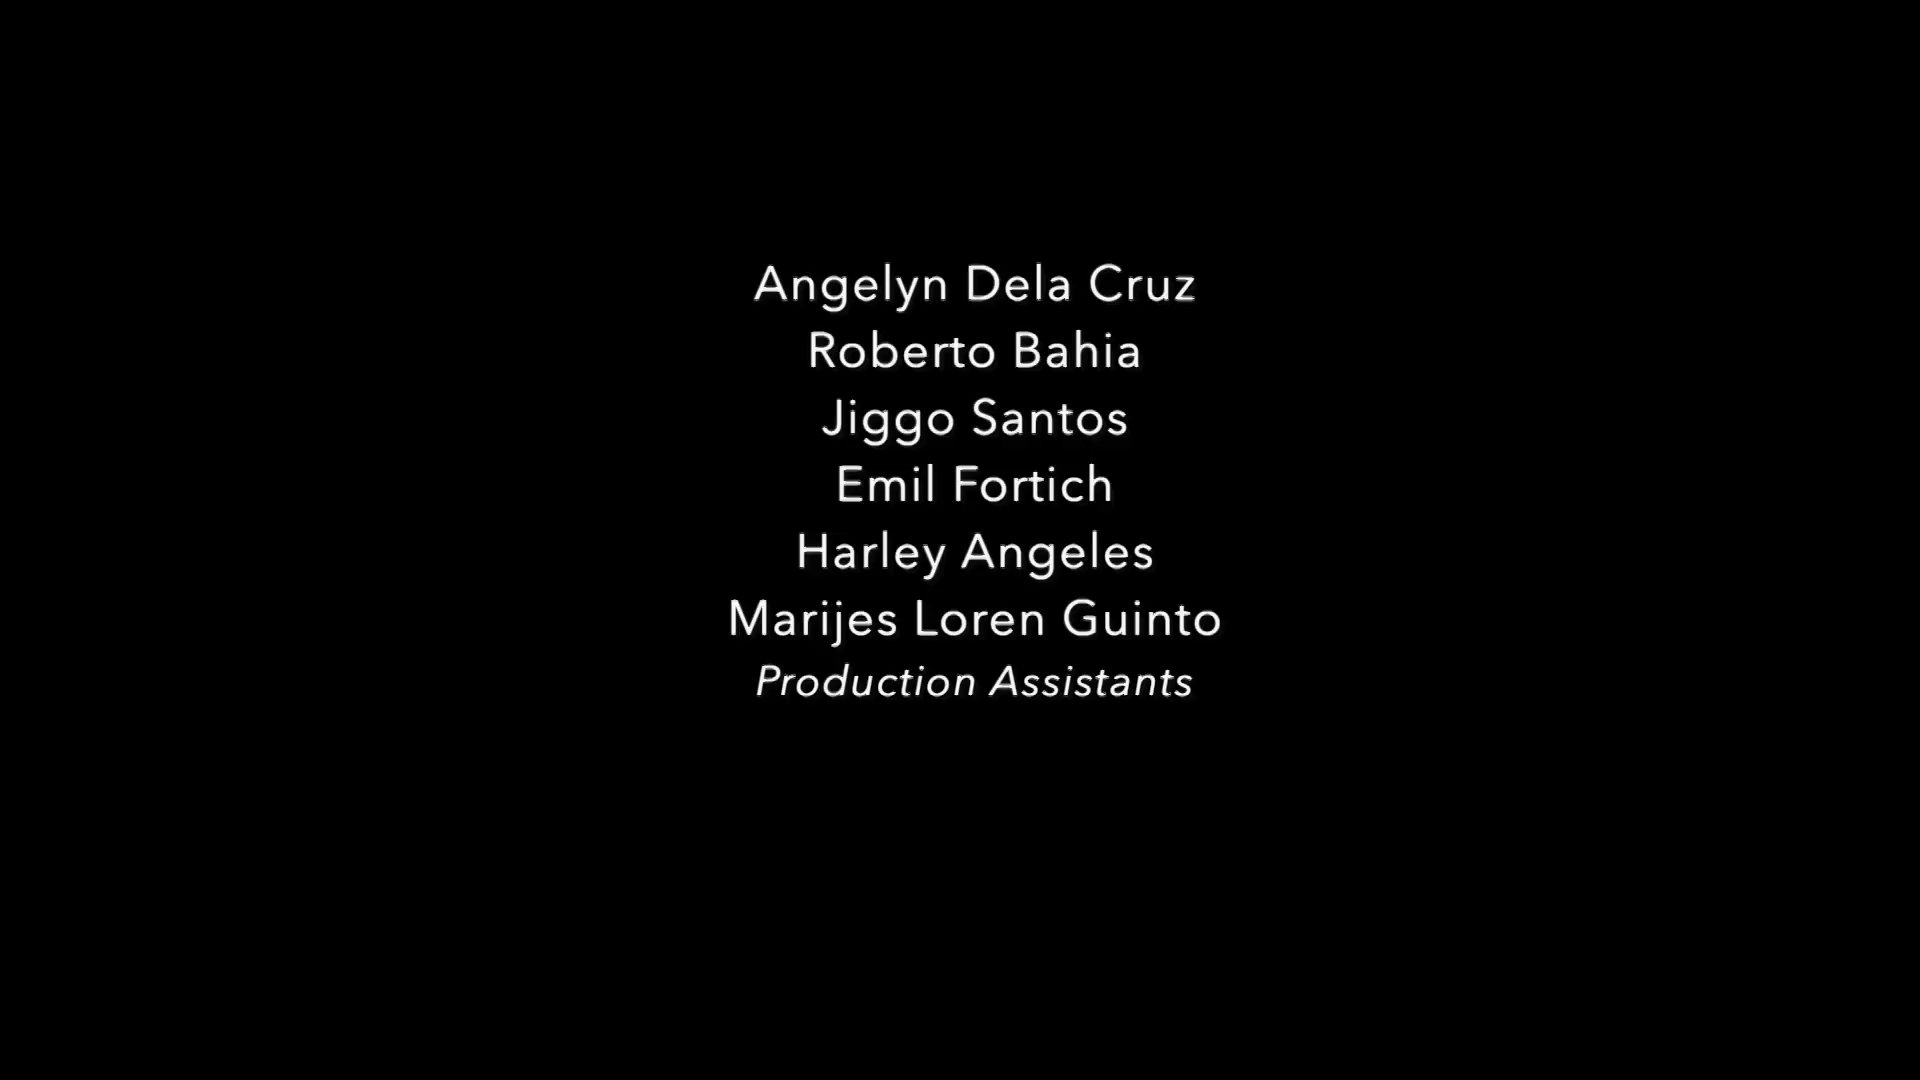 Angelyn Dela Cruz
Roberto Bahia
Jiggo Santos
Emil Fortich
Harley Angeles
Marijes Loren Guinto
Production Assistants